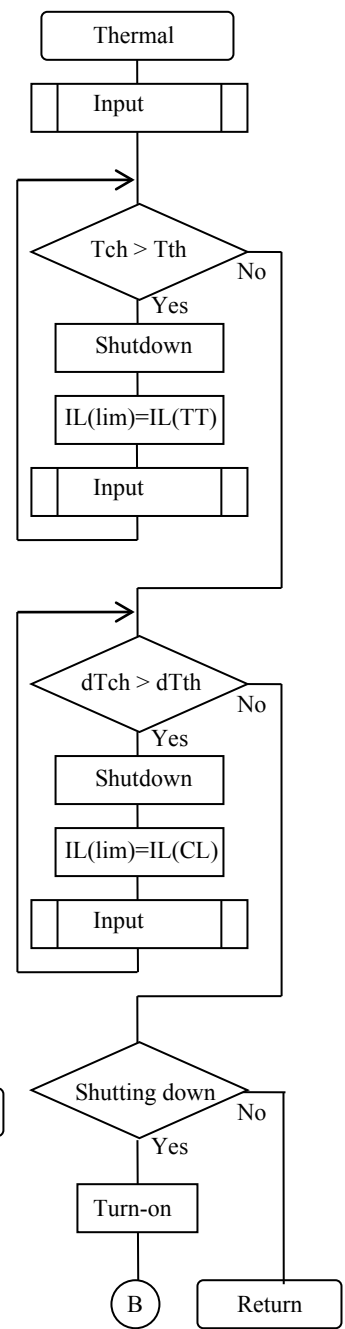 Thermal
Input
Tch > Tth
No
Yes
Shutdown
IL(lim)=IL(TT)
Input
dTch > dTth
No
Yes
Shutdown
IL(lim)=IL(CL)
Input
Shutting down
No
Yes
Turn-on
B
Return